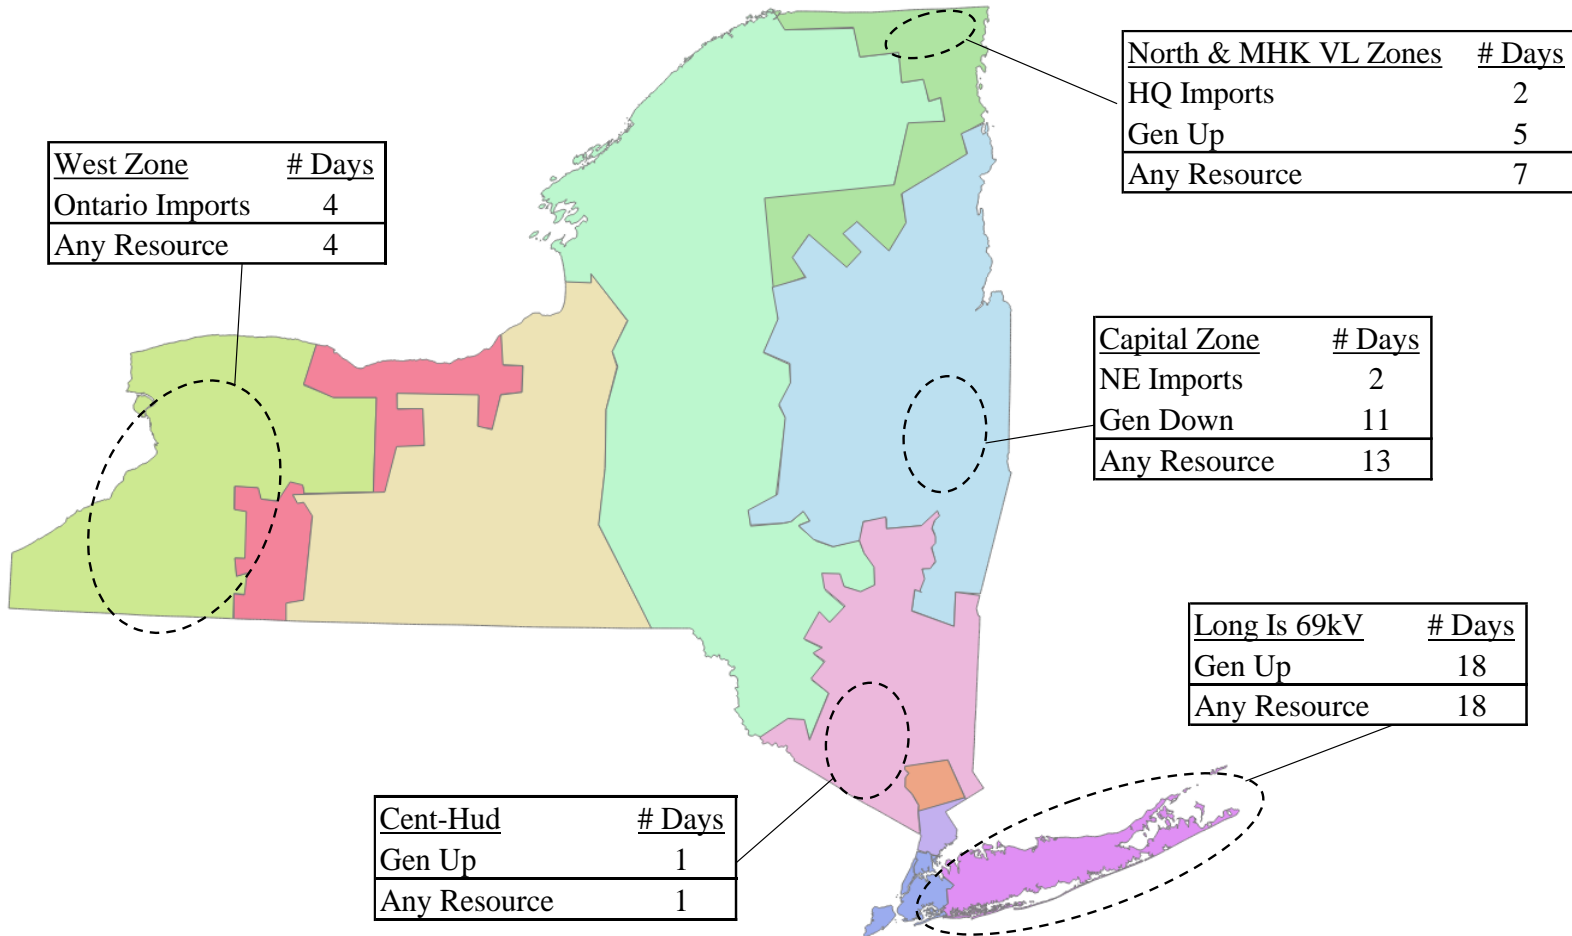 North & MHK VL Zones # Days
HQ Imports 2
Gen Up 5
Any Resource 7
West Zone # Days
Ontario Imports 4
Any Resource 4
Capital Zone # Days
NE Imports 2
Gen Down 11
Any Resource 13
Long Is 69kV # Days
Gen Up 18
Any Resource 18
Cent-Hud # Days
Gen Up 1
Any Resource 1